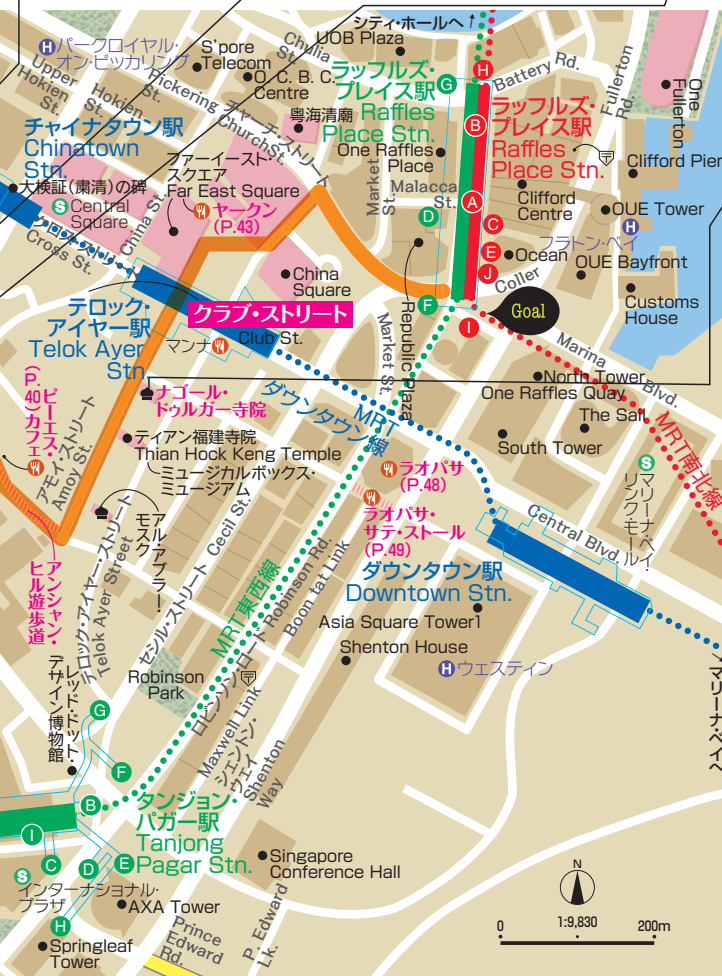 シティ・ホールへ↑
パークロイヤル・
オン・ピッカリング
H
S'pore
Telecom
UOB Plaza
Chulia
St.
Upper
Hokien
St.
Hokien
St.
Pickering
O. C. B. C.
Centre
チャーチ・ストリート
Church St.
粤海清廟
ラッフルズ・
プレイス駅
Raffles
Place Stn.
G
H
Battery Rd.
Fullerton
Rd.
One
Fullerton
B
ラッフルズ・
プレイス駅
Raffles
Place Stn.
Clifford Pier
チャイナタウン駅
Chinatown
Stn.
ファーイースト・
スクエア
Far East Square
One Raffles
Place
Market
St.
Malacca
St.
大検証(粛清)の碑
S
Central
Square
China St.
ヤークン
(P.43)
A
D
C
E
J
Clifford
Centre
OUE Tower
H
フラトン・ベイ
Ocean
OUE Bayfront
クロス・ストリート
Cross St.
China
Square
Coller
Customs
House
F
I
Goal
テロック・
アイヤー駅
Telok Ayer
Stn.
クラブ・ストリート
Club St.
マンナ
Republic Plaza
Market St.
Marina
Blvd.
North Tower
One Raffles Quay
The Sail
ピーエス・
カフェ
(P.40)
ナゴール・
ドゥルガー寺院
ダウンタウン線
MRT
South Tower
MRT南北線
アモイ・ストリート
Amoy St.
ティアン福建寺院
Thian Hock Keng Temple
ミュージカルボックス・
ミュージアム
ラオパサ
(P.48)
ラオパサ・
サテ・ストール
(P.49)
S
マリーナ・ベイ・
リンクモール
アル・アブラー・
モスク
アンシャン・
ヒル遊歩道
テロック・アイヤー・ストリート
Telok Ayer Street
セシル・ストリート Cecil St.
MRT東西線
ロビンソン・ロード Robinson Rd.
Boon tat Link
Central Blvd.
ダウンタウン駅
Downtown Stn.
Asia Square Tower1
Shenton House
H
ウェスティン
マリーナ・ベイへ
レッド・ドット・
デザイン博物館
Robinson
Park
Maxwell Link
シェントン・
ウェイ
Shenton
Way
G
F
B
I
C
D
E
H
タンジョン・
パガー駅
Tanjong
Pagar Stn.
S
インターナショナル・
プラザ
AXA Tower
Springleaf
Tower
Singapore
Conference Hall
Prince
Edward
Rd.
P. Edward
Lk.
N
1:9,830
0
200m